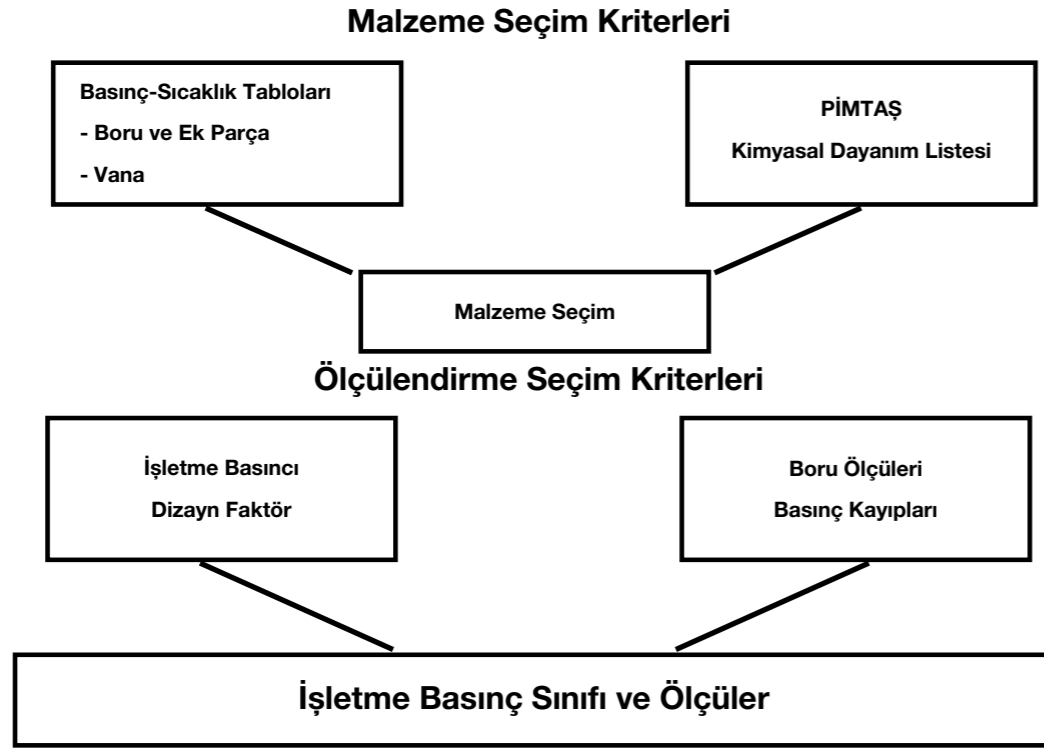 Malzeme Seçim Kriterleri
Basınç-Sıcaklık Tabloları
- Boru ve Ek Parça
- Vana
PİMTAŞ
Kimyasal Dayanım Listesi
Malzeme Seçim
Ölçülendirme Seçim Kriterleri
İşletme Basıncı
Dizayn Faktör
Boru Ölçüleri
Basınç Kayıpları
İşletme Basınç Sınıfı ve Ölçüler